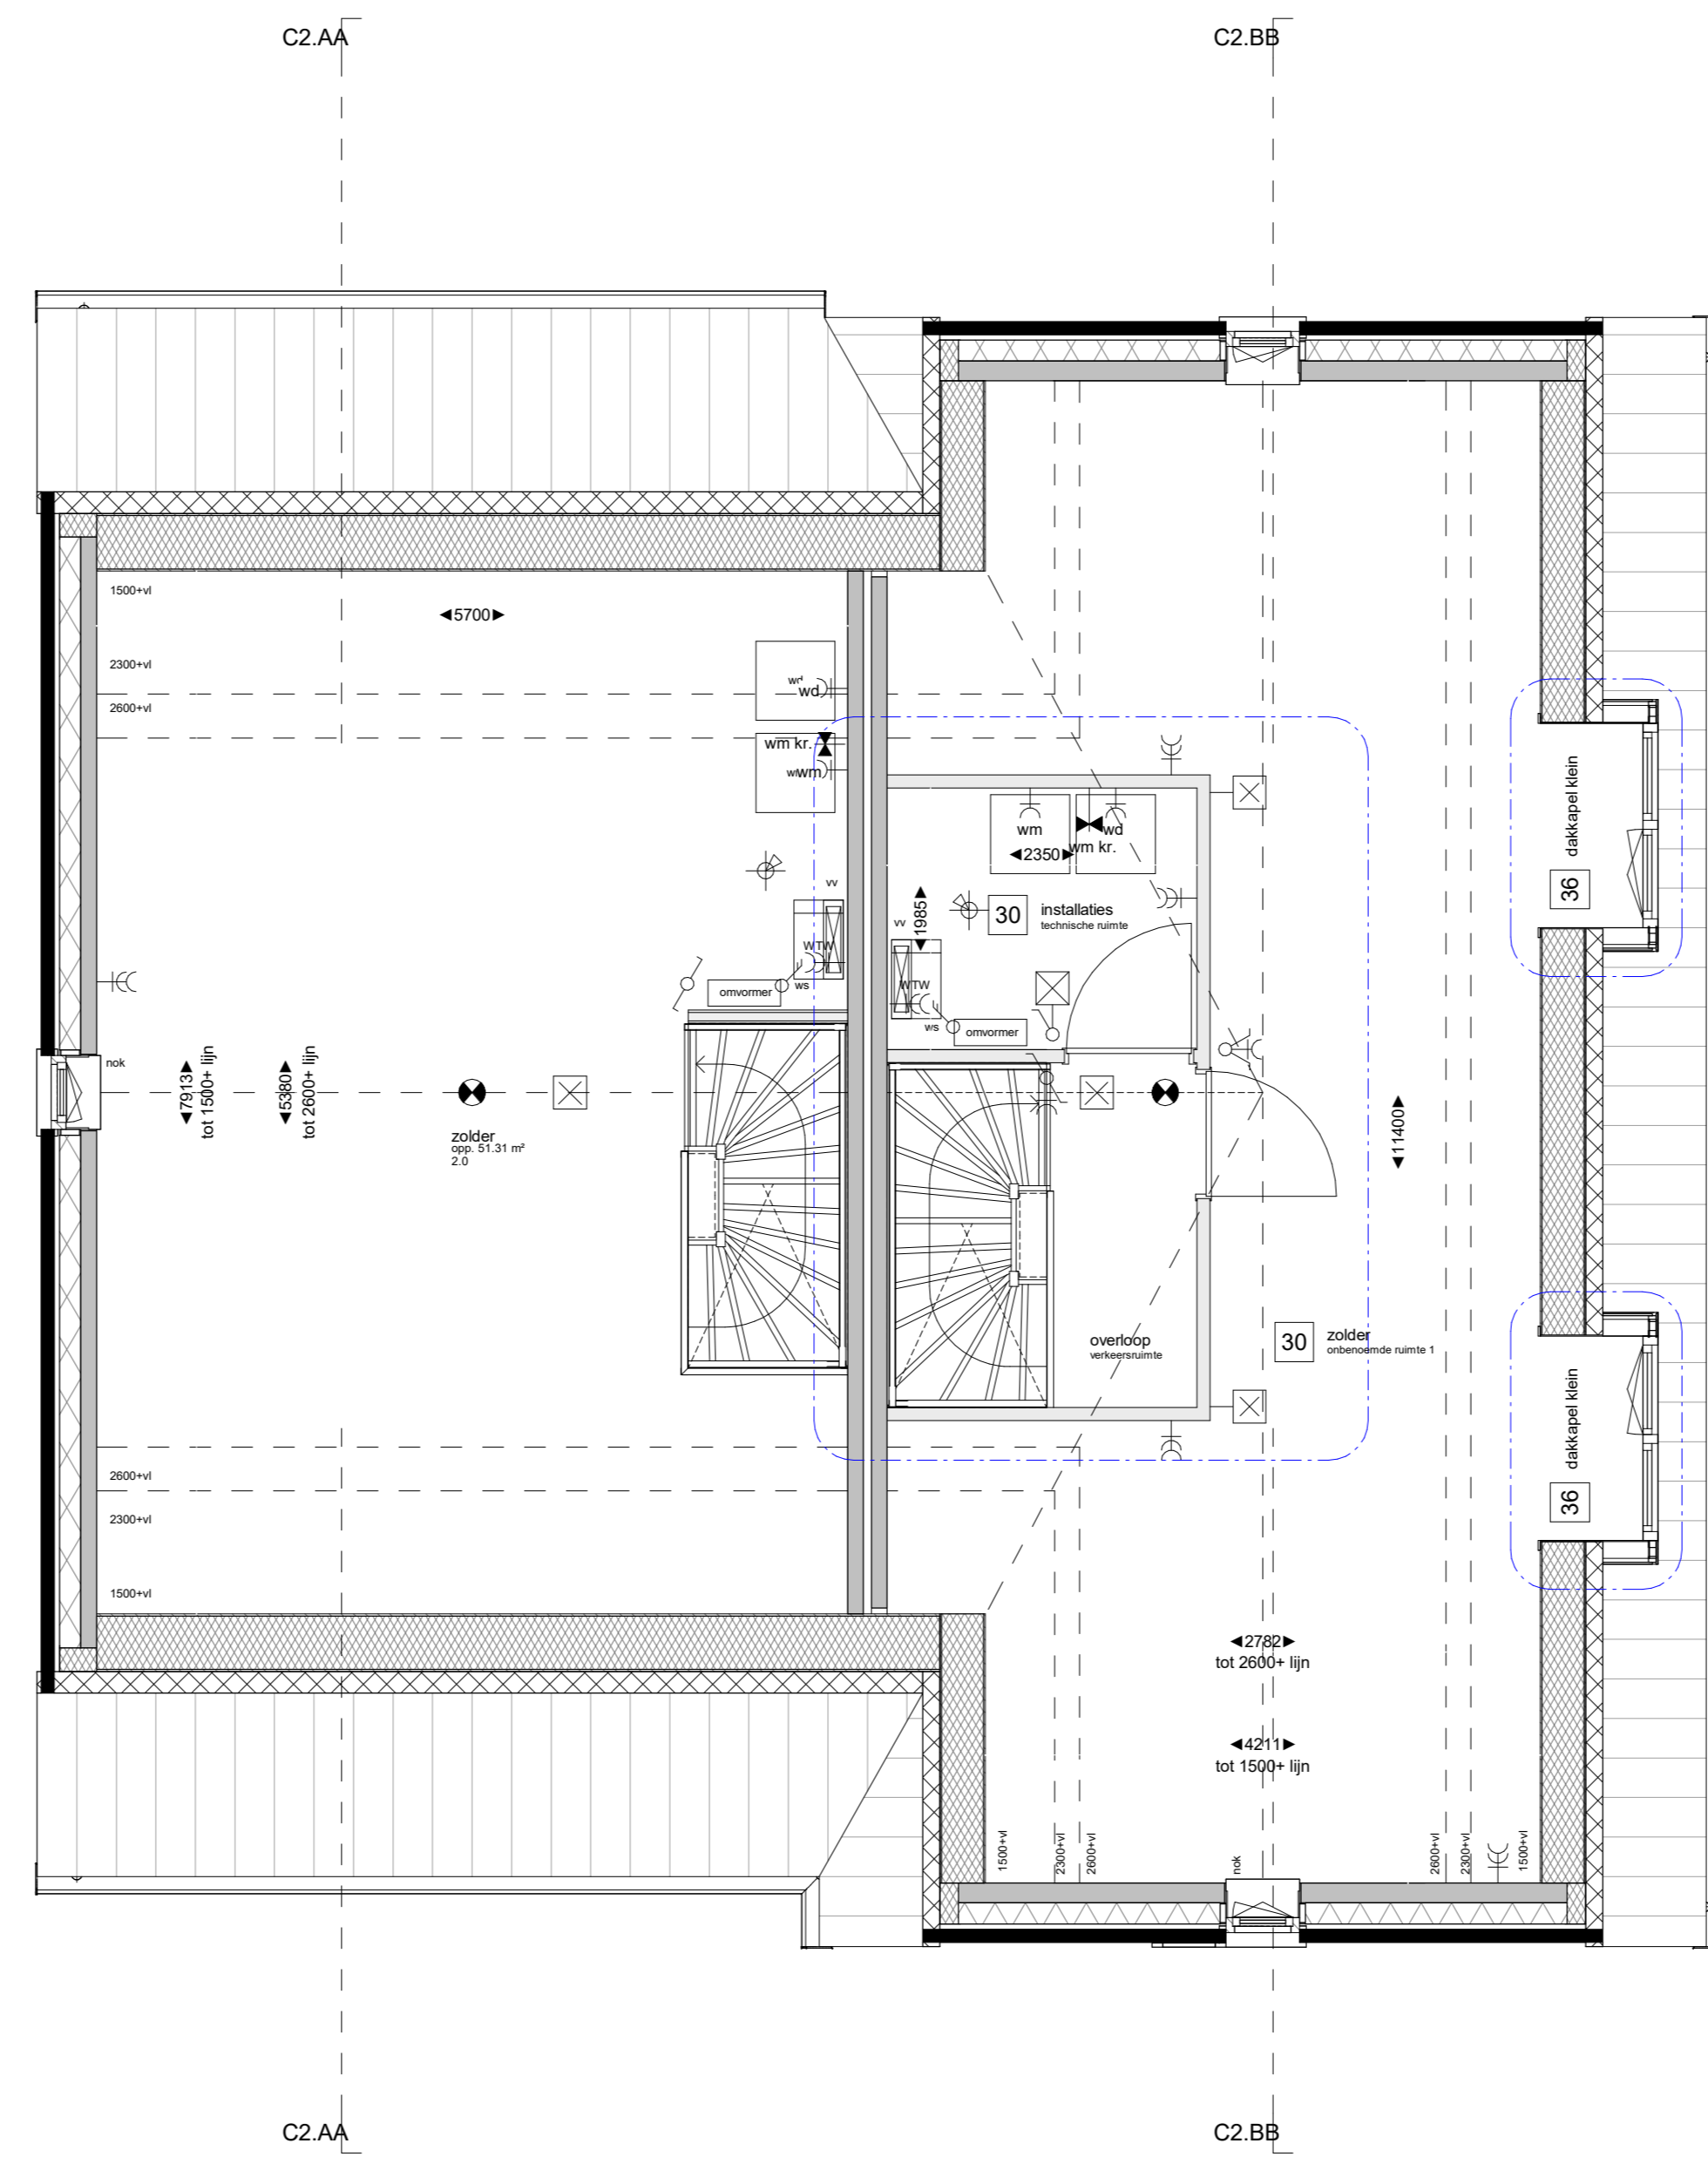 C2.AA
C2.BB
1500+vl
5700
2300+vl
2600+vl
wd
wd
wm kr.
wm
wm
wd
wm kr.
2350
dakkapel klein
36
vv
vv
1985
30
installaties
technische ruimte
WTW
ws
omvormer
WTW
ws
omvormer
nok
7913
tot 1500+ lijn
5380
tot 2600+ lijn
zolder
opp. 51.31 m²
2.0
11400
overloop
verkeersruimte
30
zolder
onbenoemde ruimte 1
dakkapel klein
36
2600+vl
2300+vl
1500+vl
2782
tot 2600+ lijn
4211
tot 1500+ lijn
1500+vl
2300+vl
2600+vl
nok
2600+vl
2300+vl
1500+vl
C2.AA
C2.BB